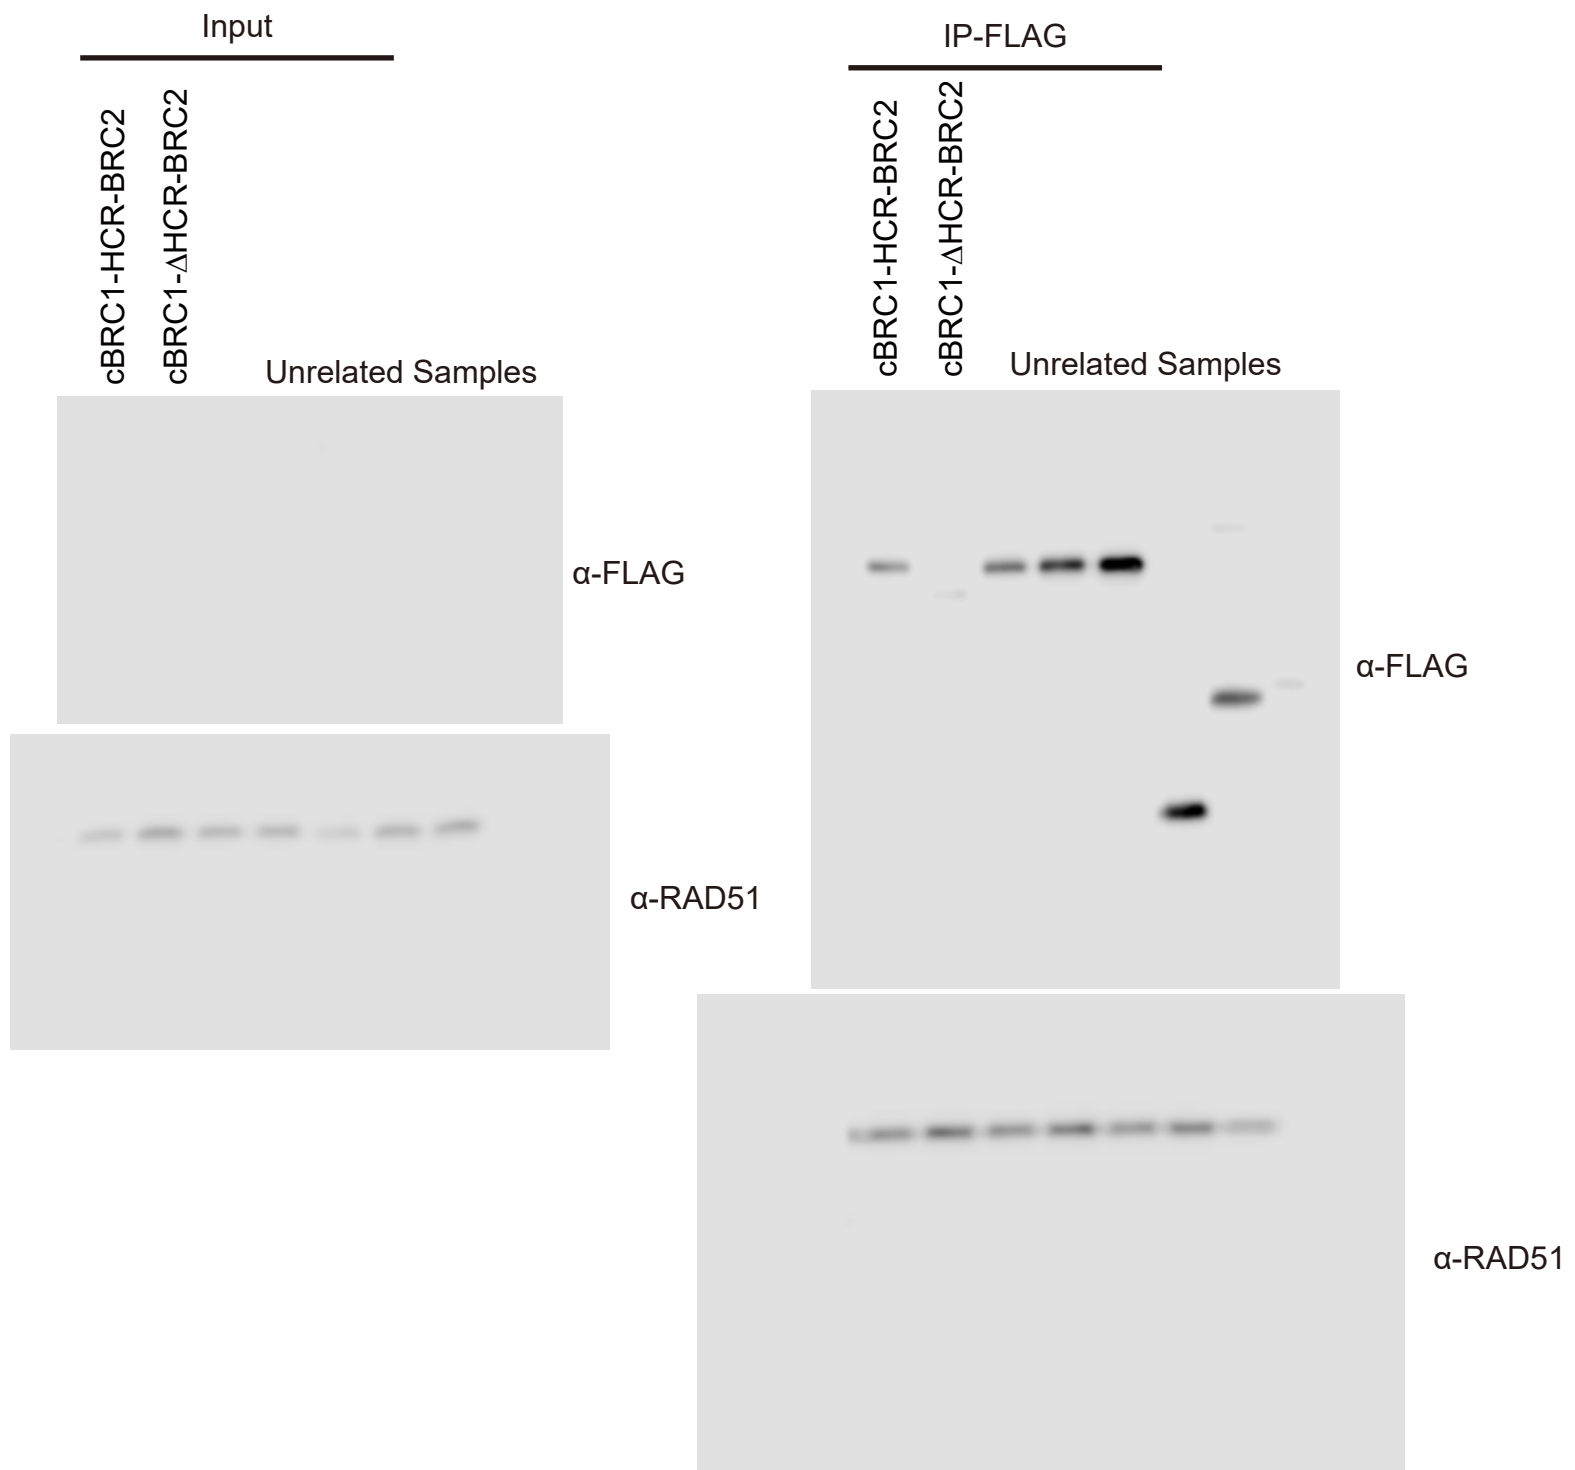 Input
cBRC1-HCR-BRC2
cBRC1-ΔHCR-BRC2
Unrelated Samples
α-FLAG
α-RAD51
IP-FLAG
cBRC1-HCR-BRC2
cBRC1-ΔHCR-BRC2
Unrelated Samples
α-FLAG
α-RAD51